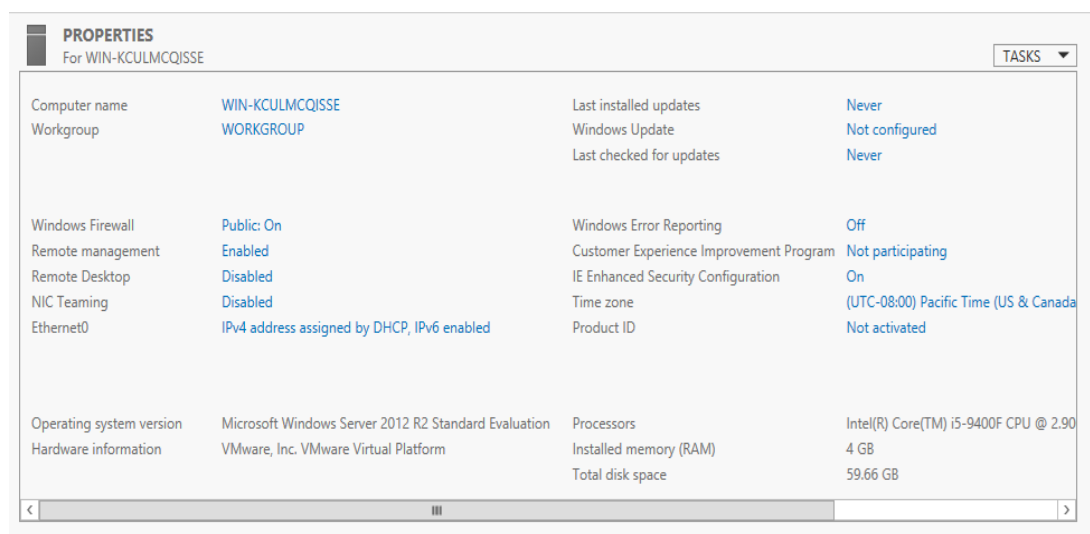 PROPERTIES
For WIN-KCULMCQISSE
TASKS
Computer name WIN-KCULMCQISSE Last installed updates Never
Workgroup WORKGROUP Windows Update Not configured
Last checked for updates Never
Windows Firewall Public: On Windows Error Reporting Off
Remote management Enabled Customer Experience Improvement Program Not participating
Remote Desktop Disabled IE Enhanced Security Configuration On
NIC Teaming Disabled Time zone (UTC-08:00) Pacific Time (US & Canada
Ethernet0 IPv4 address assigned by DHCP, IPv6 enabled Product ID Not activated
Operating system version Microsoft Windows Server 2012 R2 Standard Evaluation Processors Intel(R) Core(TM) i5-9400F CPU @ 2.90
Hardware information VMware, Inc. VMware Virtual Platform Installed memory (RAM) 4 GB
Total disk space 59.66 GB